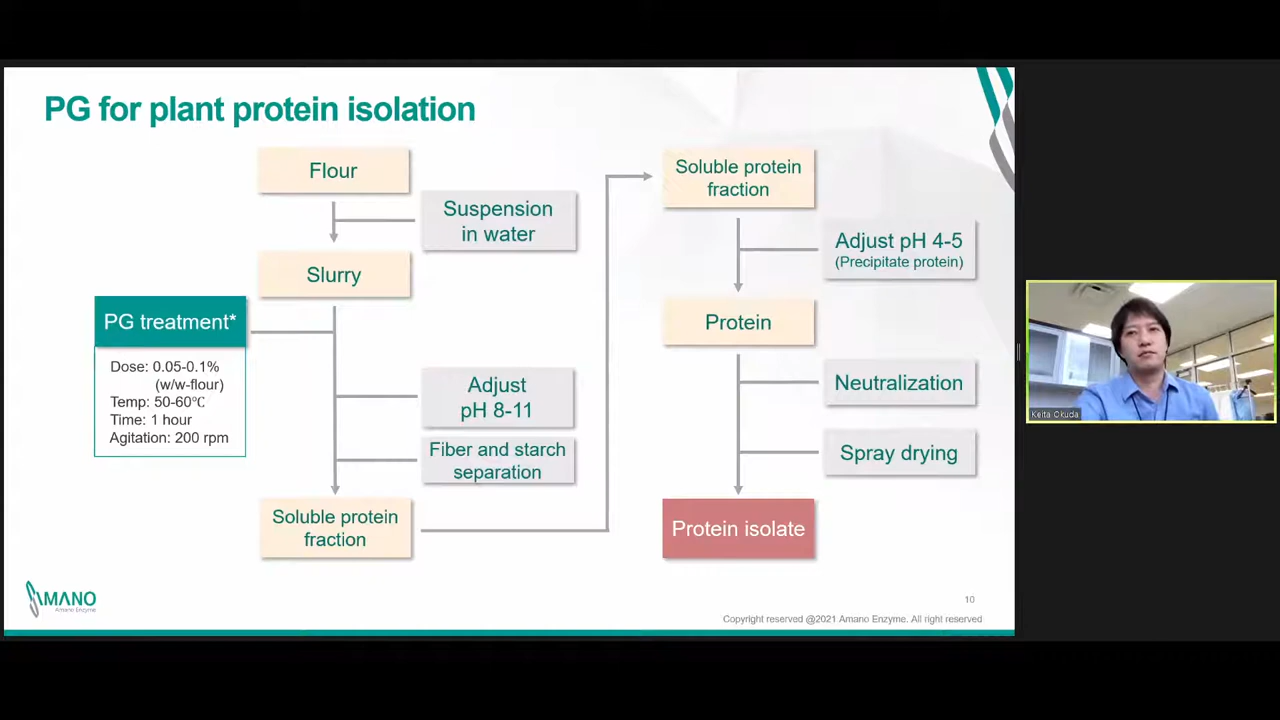 PG for plant protein isolation
Flour
Suspension
in water
Slurry
PG treatment*
Dose: 0.05-0.1%
(w/w-flour)
Temp: 50-60℃
Time: 1 hour
Agitation: 200 rpm
Adjust
pH 8-11
Fiber and starch
separation
Soluble protein
fraction
Soluble protein
fraction
Adjust pH 4-5
(Precipitate protein)
Protein
Neutralization
Spray drying
Protein isolate
AMANO
Amano Enzyme
10
Copyright reserved @2021 Amano Enzyme. All right reserved
Keita Okuda